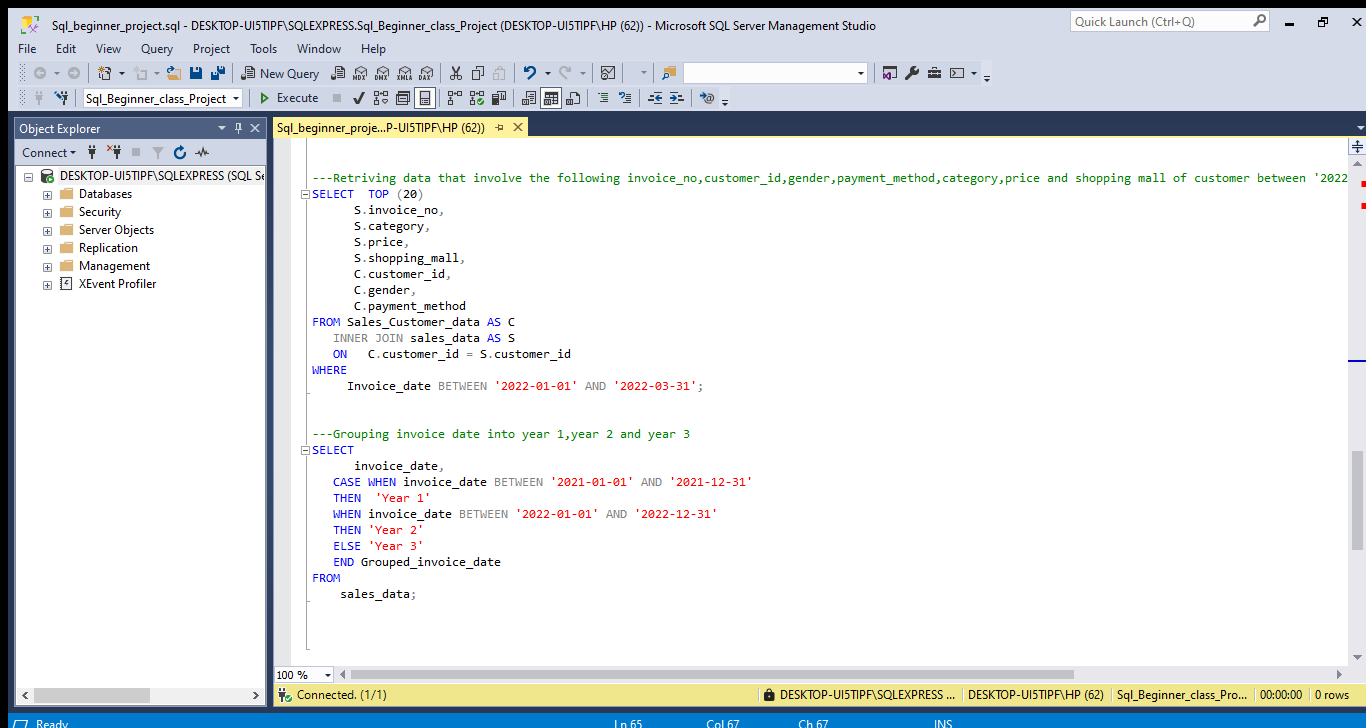 Sql_beginner_project.sql - DESKTOP-UI5TIPF\SQLEXPRESS.Sql_Beginner_class_Project (DESKTOP-UI5TIPF\HP (62)) - Microsoft SQL Server Management Studio
Quick Launch (Ctrl+Q)
File Edit View Query Project Tools Window Help
New Query MDX DMX XMLA DAX
Sql_Beginner_class_Project Execute
Object Explorer
Sql_beginner_proje...P-UI5TIPF\HP (62))
Connect
DESKTOP-UI5TIPF\SQLEXPRESS (SQL Se
Databases
Security
Server Objects
Replication
Management
XEvent Profiler
---Retriving data that involve the following invoice_no,customer_id,gender,payment_method,category,price and shopping mall of customer between '2022
SELECT TOP (20)
S.invoice_no,
S.category,
S.price,
S.shopping_mall,
C.customer_id,
C.gender,
C.payment_method
FROM Sales_Customer_data AS C
INNER JOIN sales_data AS S
ON C.customer_id = S.customer_id
WHERE
Invoice_date BETWEEN '2022-01-01' AND '2022-03-31';
---Grouping invoice date into year 1,year 2 and year 3
SELECT
invoice_date,
CASE WHEN invoice_date BETWEEN '2021-01-01' AND '2021-12-31'
THEN 'Year 1'
WHEN invoice_date BETWEEN '2022-01-01' AND '2022-12-31'
THEN 'Year 2'
ELSE 'Year 3'
END Grouped_invoice_date
FROM
sales_data;
100 %
Connected. (1/1) DESKTOP-UI5TIPF\SQLEXPRESS ... DESKTOP-UI5TIPF\HP (62) Sql_Beginner_class_Pro... 00:00:00 0 rows
Ready Ln 65 Col 67 Ch 67 INS